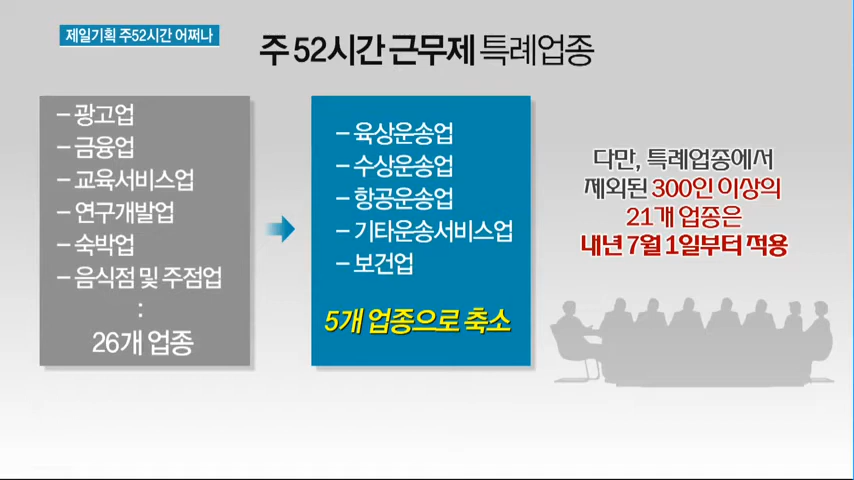 제일기획 주52시간 어쩌나
주 52시간 근무제 특례업종
- 광고업
- 금융업
- 교육서비스업
- 연구개발업
- 숙박업
- 음식점 및 주점업
:
26개 업종
- 육상운송업
- 수상운송업
- 항공운송업
- 기타운송서비스업
- 보건업
5개 업종으로 축소
다만, 특례업종에서
제외된 300인 이상의
21개 업종은
내년 7월 1일부터 적용